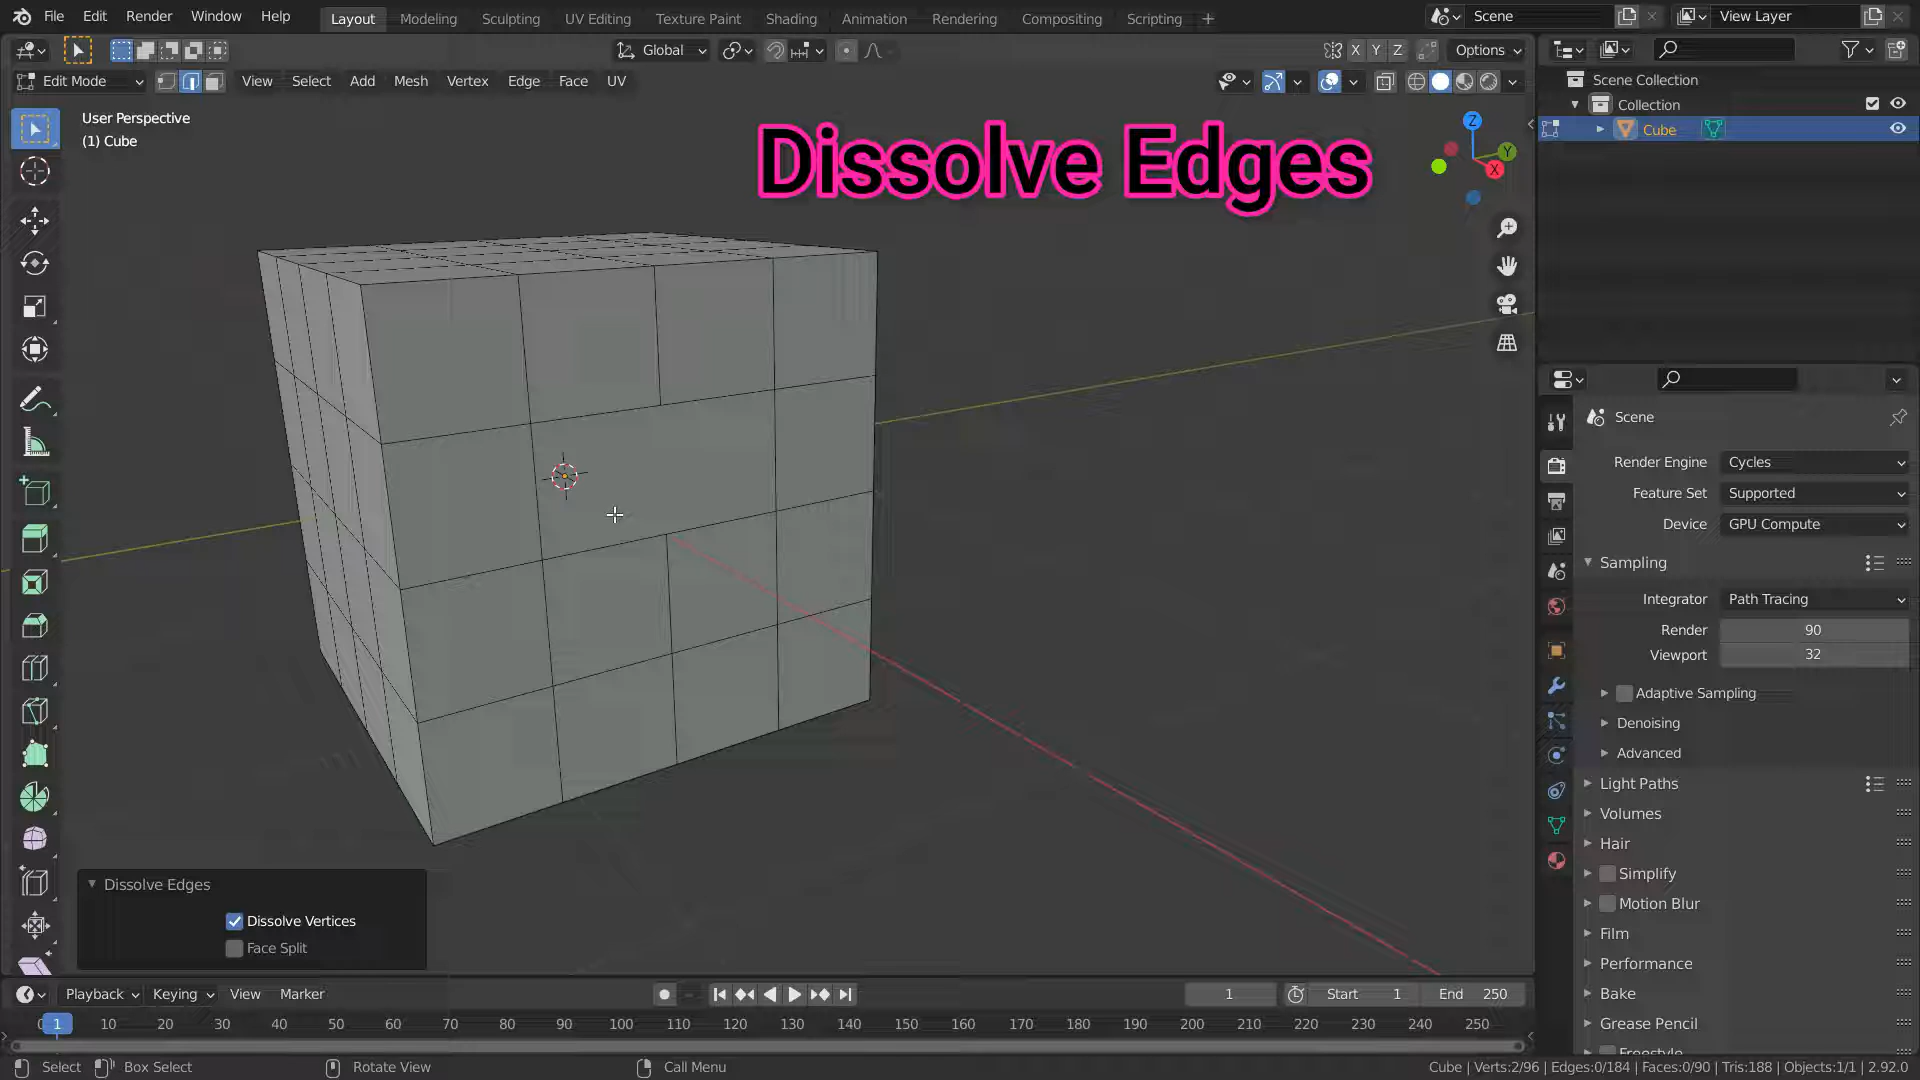 File Edit Render Window Help Layout Modeling Sculpting UV Editing Texture Paint Shading Animation Rendering Compositing Scripting Scene View Layer
Global X Y Z Options
Edit Mode View Select Add Mesh Vertex Edge Face UV
User Perspective
(1) Cube
Dissolve Edges
Z
Y
X
Scene Collection
Collection
Cube
Scene
Render Engine Cycles
Feature Set Supported
Device GPU Compute
Sampling
Integrator Path Tracing
Render 90
Viewport 32
Adaptive Sampling
Denoising
Advanced
Light Paths
Volumes
Hair
Simplify
Motion Blur
Film
Performance
Bake
Grease Pencil
Freestyle
Dissolve Edges
Dissolve Vertices
Face Split
Playback Keying View Marker 1 Start 1 End 250
0 1 10 20 30 40 50 60 70 80 90 100 110 120 130 140 150 160 170 180 190 200 210 220 230 240 250
Select Box Select Rotate View Call Menu Cube | Verts:2/96 | Edges:0/184 | Faces:0/90 | Tris:188 | Objects:1/1 | 2.92.0